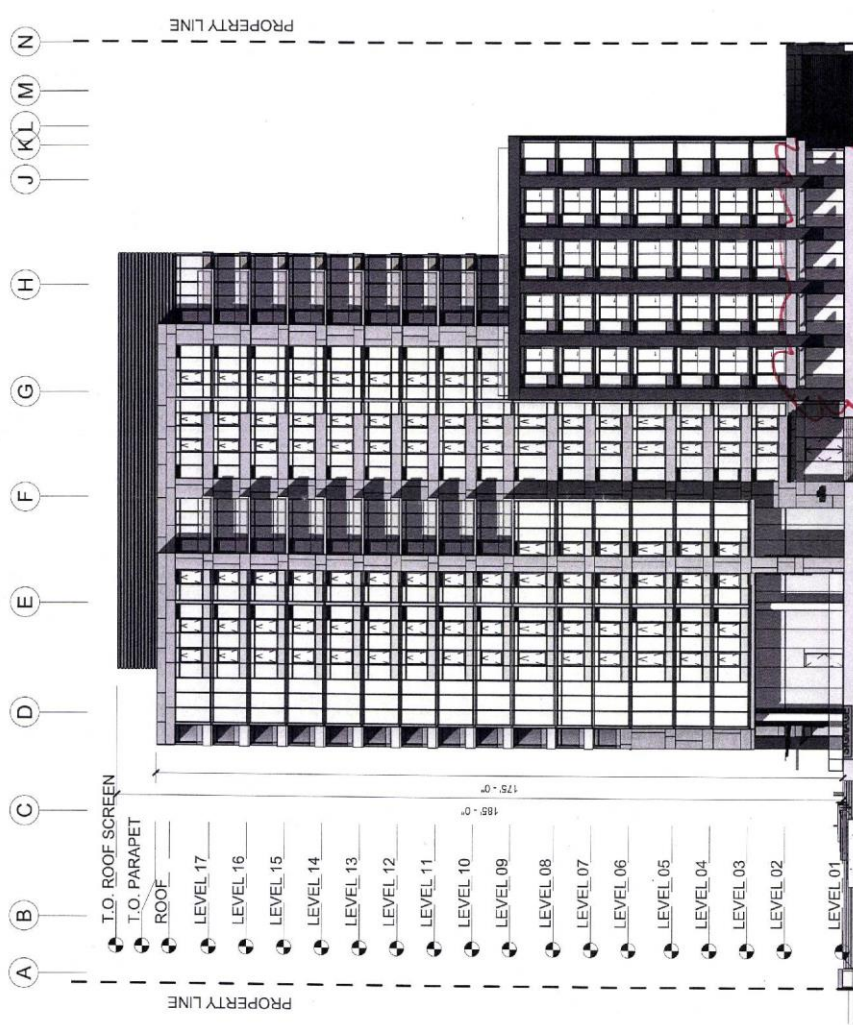 PROPERTY LINE
N
M
L
K
J
H
G
F
E
D
C
B
A
T.O. ROOF SCREEN
T.O. PARAPET
ROOF
LEVEL 17
LEVEL 16
LEVEL 15
LEVEL 14
LEVEL 13
LEVEL 12
LEVEL 11
LEVEL 10
LEVEL 09
LEVEL 08
LEVEL 07
LEVEL 06
LEVEL 05
LEVEL 04
LEVEL 03
LEVEL 02
LEVEL 01
175' - 0"
185' - 0"
SIGNAGE
PROPERTY LINE